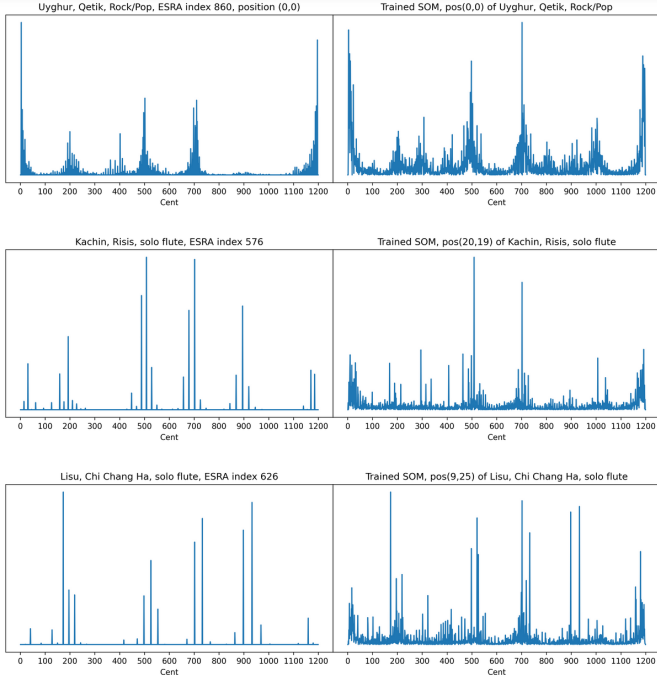 Uyghur, Qetik, Rock/Pop, ESRA index 860, position (0,0)
0 100 200 300 400 500 600 700 800 900 1000 1100 1200
Cent
Trained SOM, pos(0,0) of Uyghur, Qetik, Rock/Pop
0 100 200 300 400 500 600 700 800 900 1000 1100 1200
Cent
Kachin, Risis, solo flute, ESRA index 576
0 100 200 300 400 500 600 700 800 900 1000 1100 1200
Cent
Trained SOM, pos(20,19) of Kachin, Risis, solo flute
0 100 200 300 400 500 600 700 800 900 1000 1100 1200
Cent
Lisu, Chi Chang Ha, solo flute, ESRA index 626
0 100 200 300 400 500 600 700 800 900 1000 1100 1200
Cent
Trained SOM, pos(9,25) of Lisu, Chi Chang Ha, solo flute
0 100 200 300 400 500 600 700 800 900 1000 1100 1200
Cent